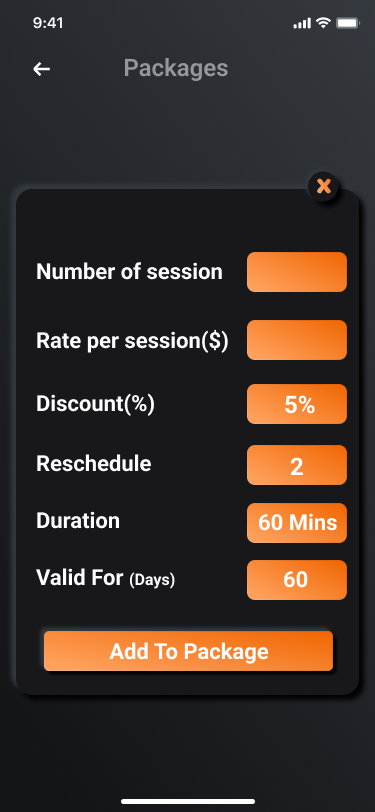 9:41
Packages
Number of session
Rate per session($)
Discount(%) 5%
Reschedule 2
Duration 60 Mins
Valid For (Days) 60
Add To Package